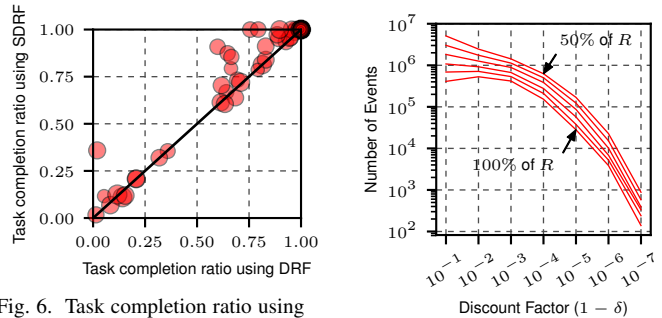 Task completion ratio using SDRF
1.00
0.75
0.50
0.25
0.00
0.00 0.25 0.50 0.75 1.00
Task completion ratio using DRF
Fig. 6. Task completion ratio using
Number of Events
10^7
10^6
10^5
10^4
10^3
10^2
50% of R
100% of R
10^-1 10^-2 10^-3 10^-4 10^-5 10^-6 10^-7
Discount Factor (1 − δ)